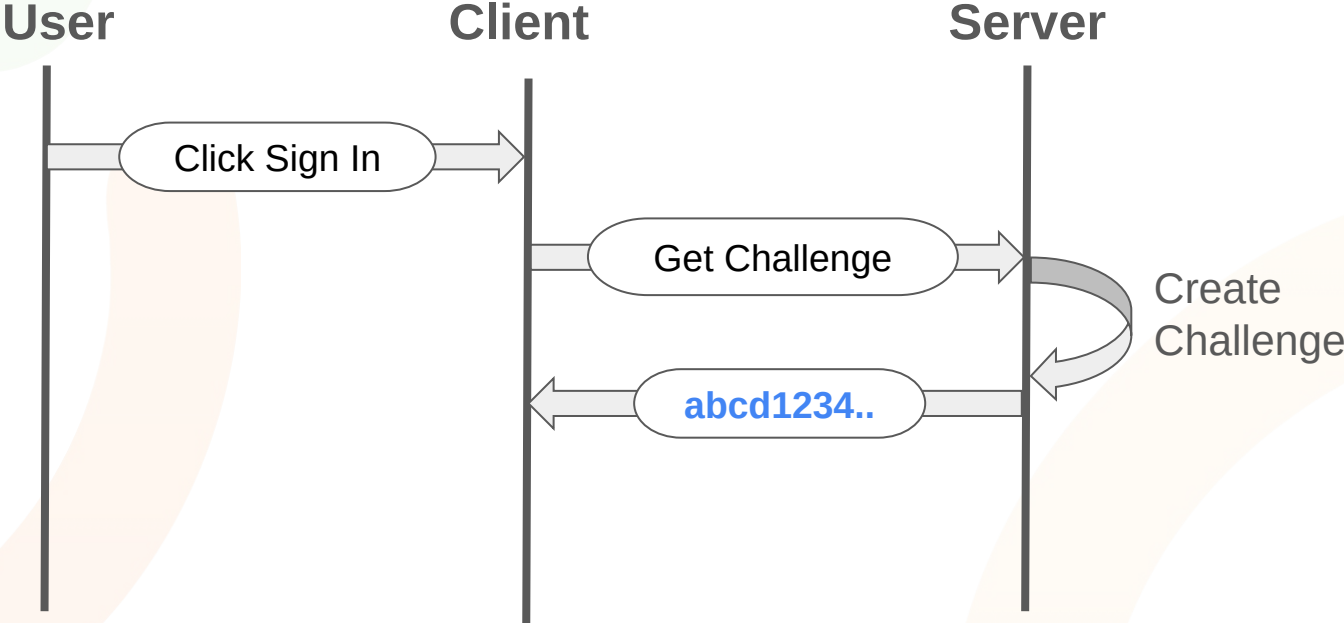 User
Client
Server
Click Sign In
Get Challenge
Create
Challenge
abcd1234..